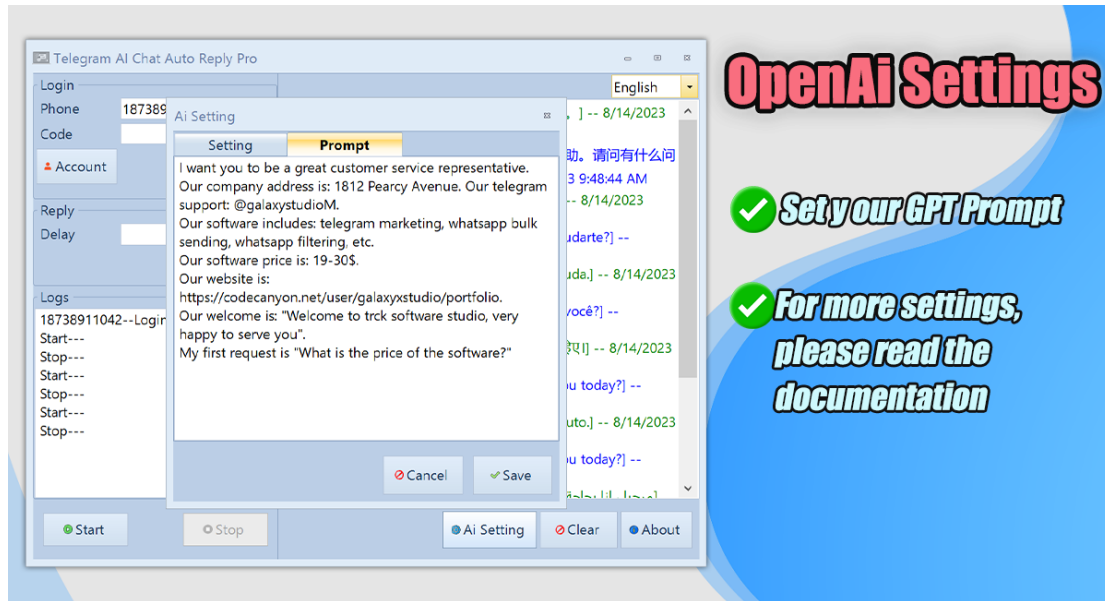 Telegram AI Chat Auto Reply Pro
Login
English
Phone
18738
Ai Setting
。] -- 8/14/2023
Code
Setting
Prompt
助。请问有什么问
Account
3 9:48:44 AM
-- 8/14/2023
Reply
Delay
udarte?] --
uda.] -- 8/14/2023
I want you to be a great customer service representative.
Our company address is: 1812 Pearcy Avenue. Our telegram
support: @galaxystudioM.
Our software includes: telegram marketing, whatsapp bulk
sending, whatsapp filtering, etc.
Our software price is: 19-30$.
Our website is:
https://codecanyon.net/user/galaxyxstudio/portfolio.
Our welcome is: "Welcome to trck software studio, very
happy to serve you".
My first request is "What is the price of the software?"
Logs
18738911042--Login
Start---
Stop---
Start---
Stop---
Start---
Stop---
você?] --
-- 8/14/2023
u today?] --
uto.] -- 8/14/2023
u today?] --
Cancel
Save
Start
Stop
Ai Setting
Clear
About
OpenAi Settings
Set your GPT Prompt
For more settings,
please read the
documentation